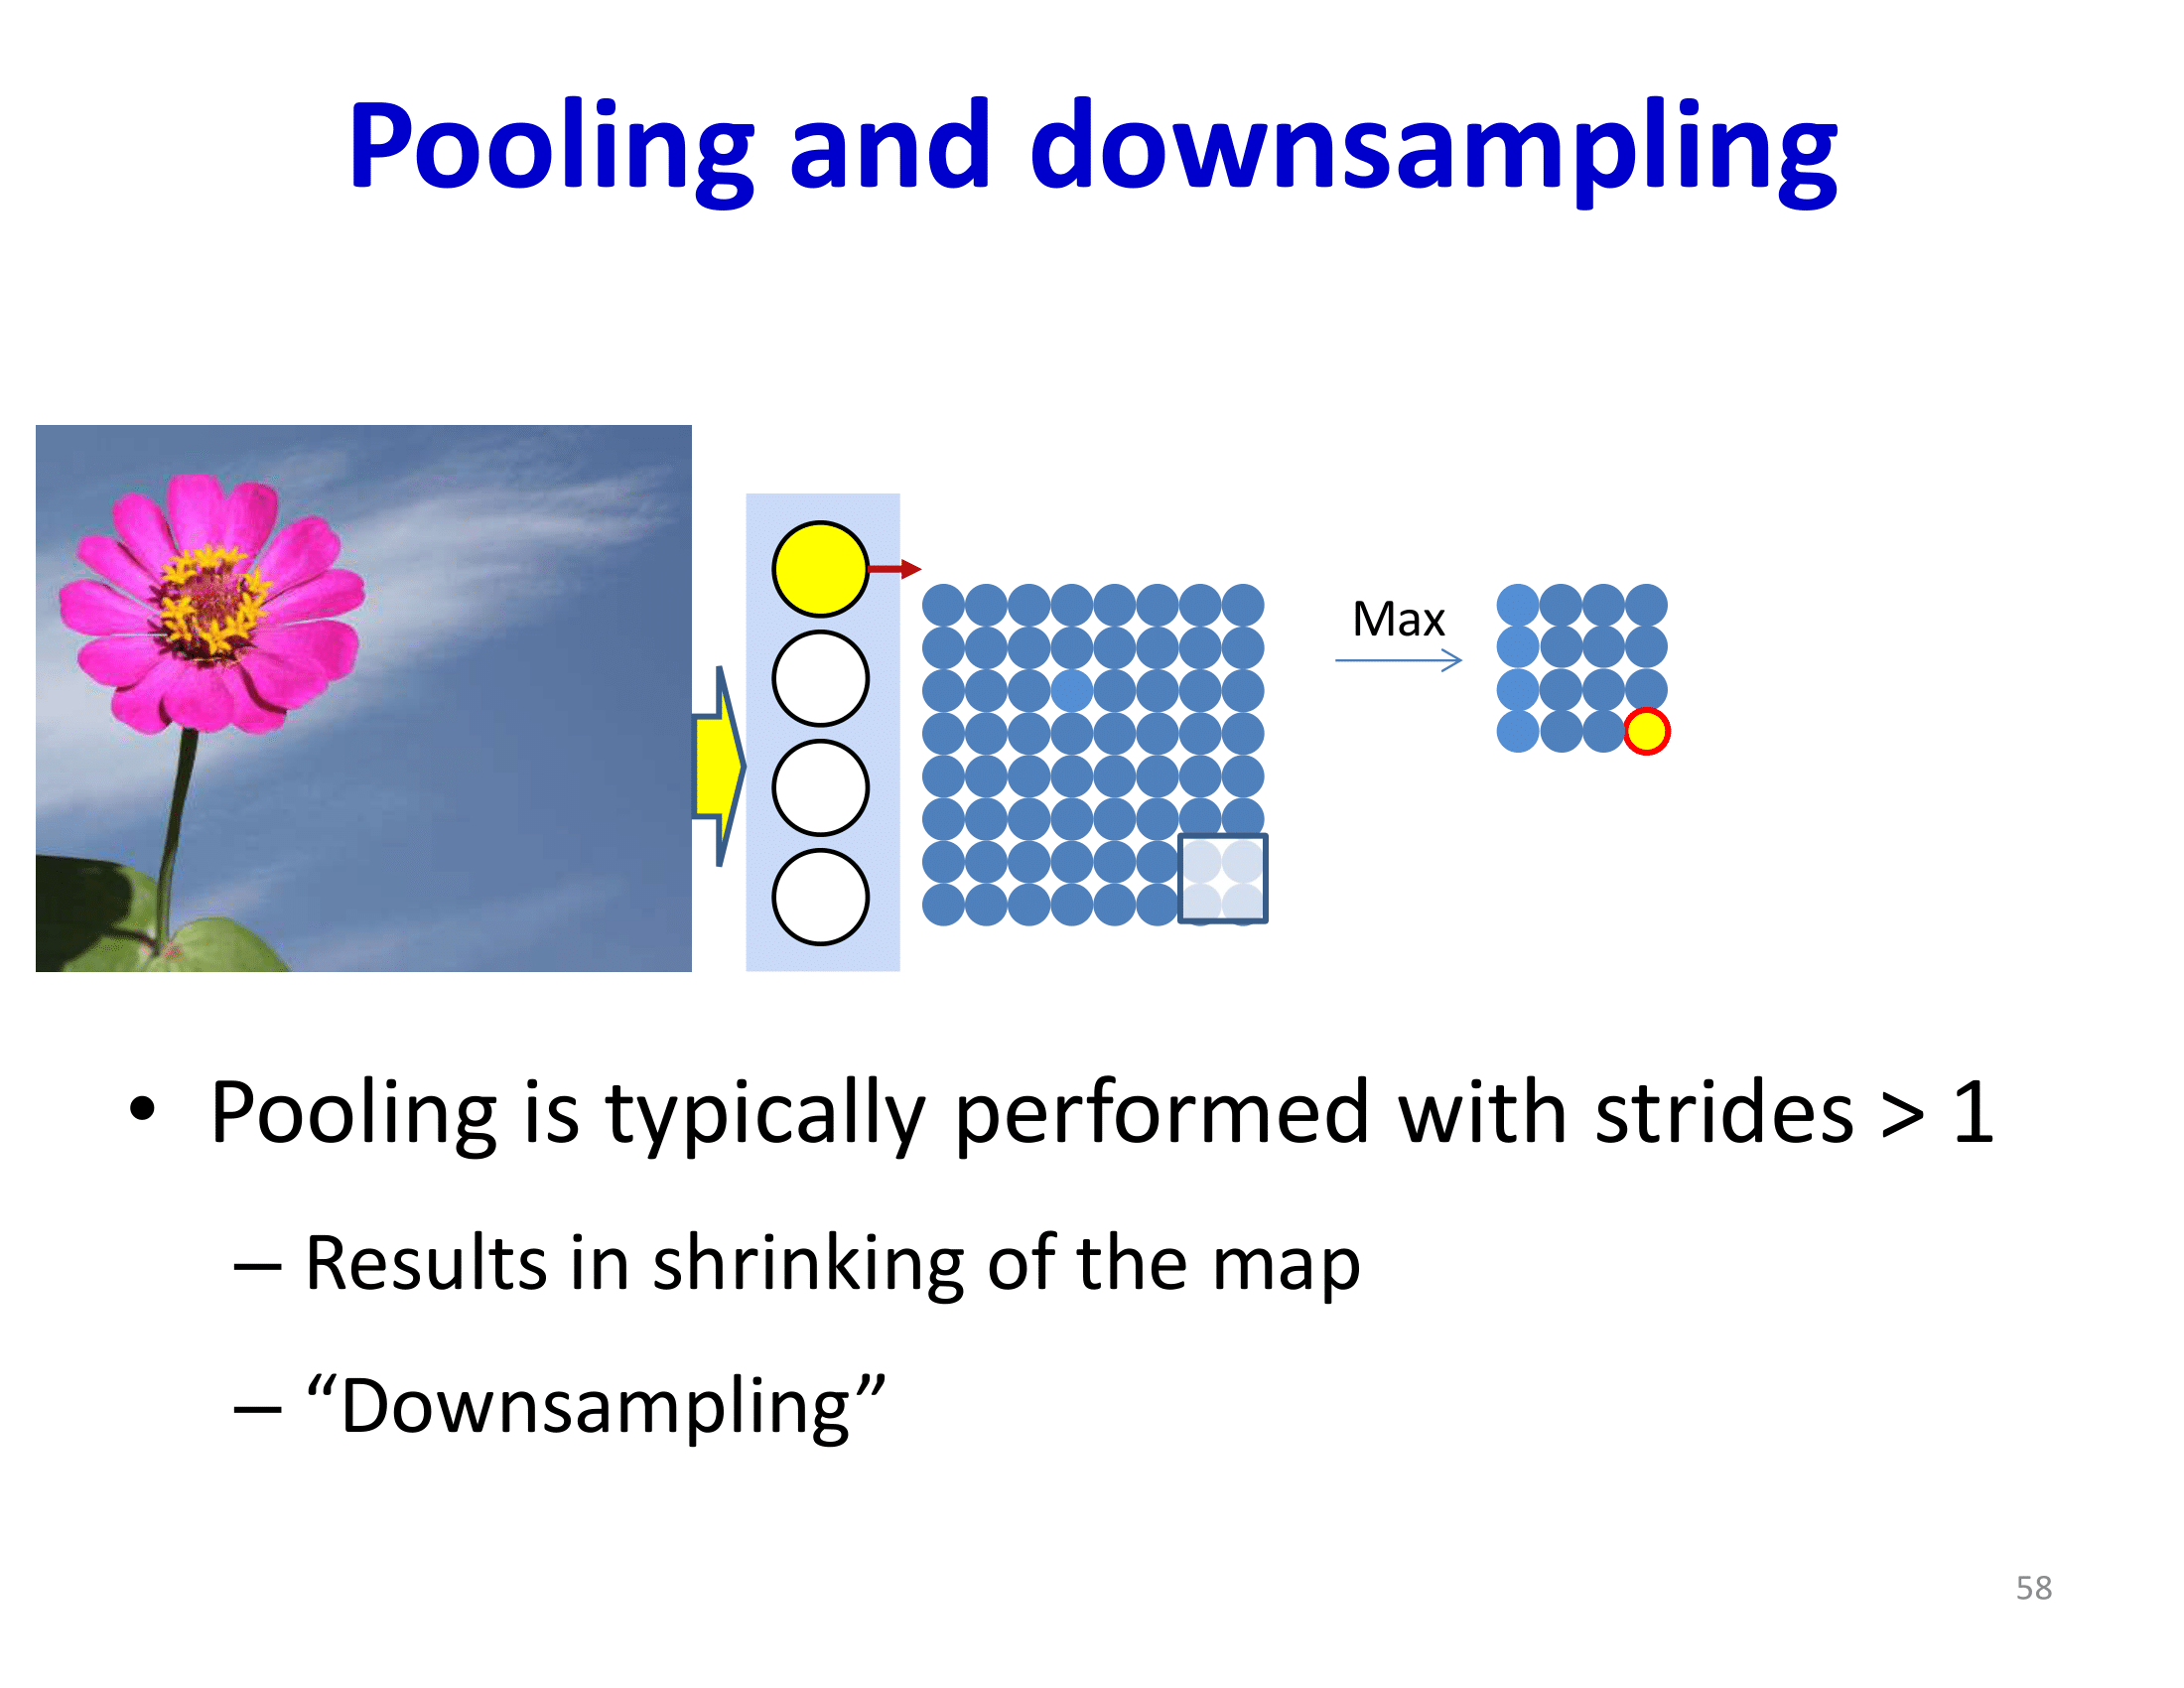 Pooling and downsampling
Max
• Pooling is typically performed with strides > 1
– Results in shrinking of the map
– “Downsampling”
58